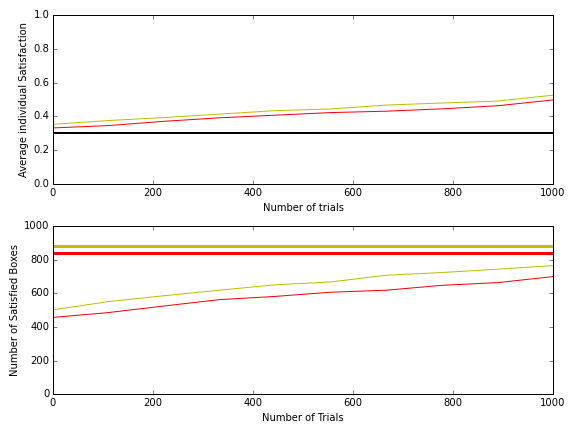 Average individual Satisfaction
1.0
0.8
0.6
0.4
0.2
0.0
0 200 400 600 800 1000
Number of trials
Number of Satisfied Boxes
1000
800
600
400
200
0
0 200 400 600 800 1000
Number of Trials